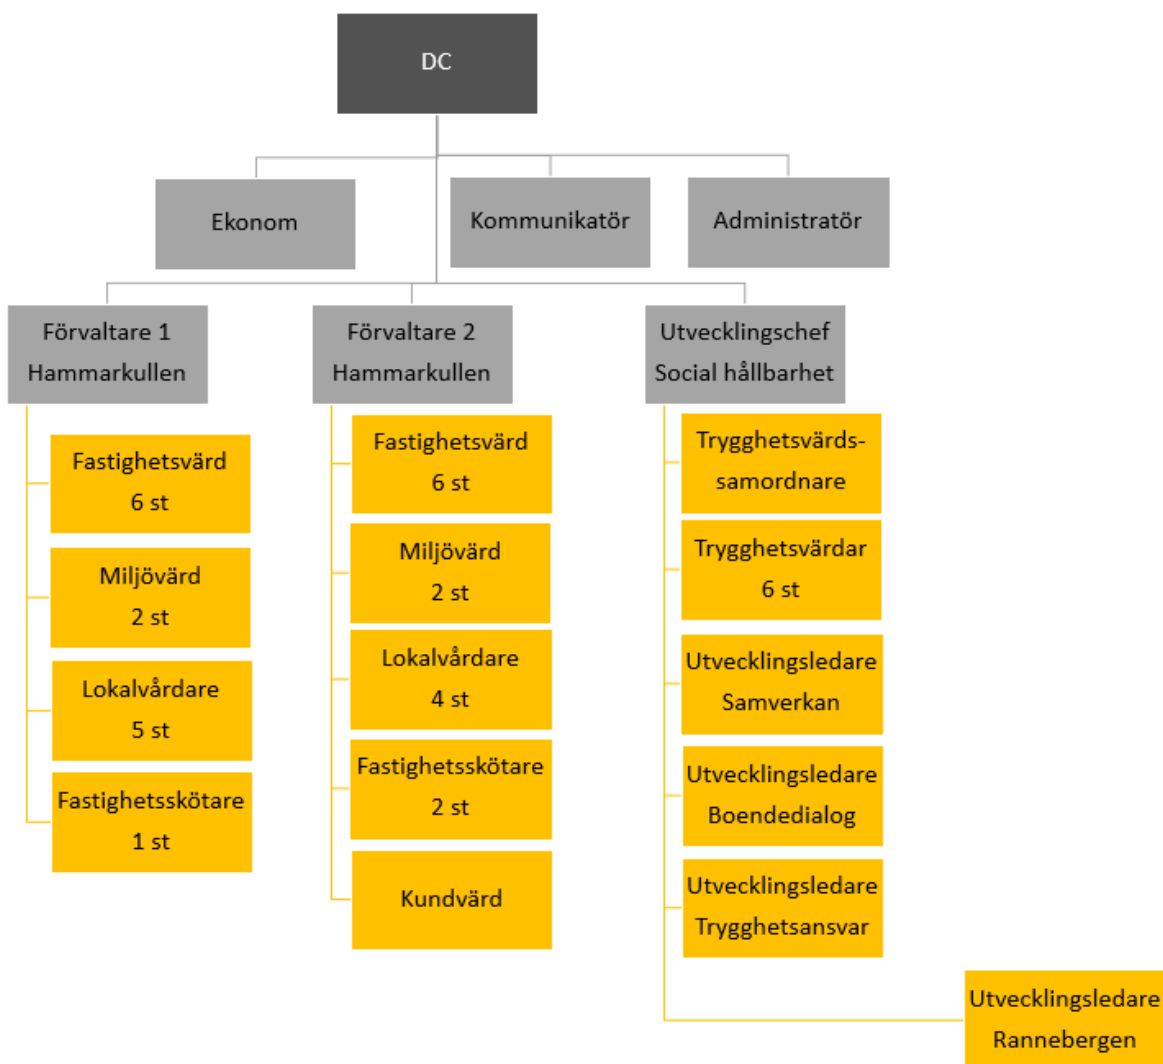 DC
Ekonom
Kommunikatör
Administratör
Förvaltare 1
Hammarkullen
Fastighetsvärd
6 st
Miljövärd
2 st
Lokalvårdare
5 st
Fastighetsskötare
1 st
Förvaltare 2
Hammarkullen
Fastighetsvärd
6 st
Miljövärd
2 st
Lokalvårdare
4 st
Fastighetsskötare
2 st
Kundvärd
Utvecklingschef
Social hållbarhet
Trygghetsvärds-
samordnare
Trygghetsvärdar
6 st
Utvecklingsledare
Samverkan
Utvecklingsledare
Boendedialog
Utvecklingsledare
Trygghetsansvar
Utvecklingsledare
Rannebergen